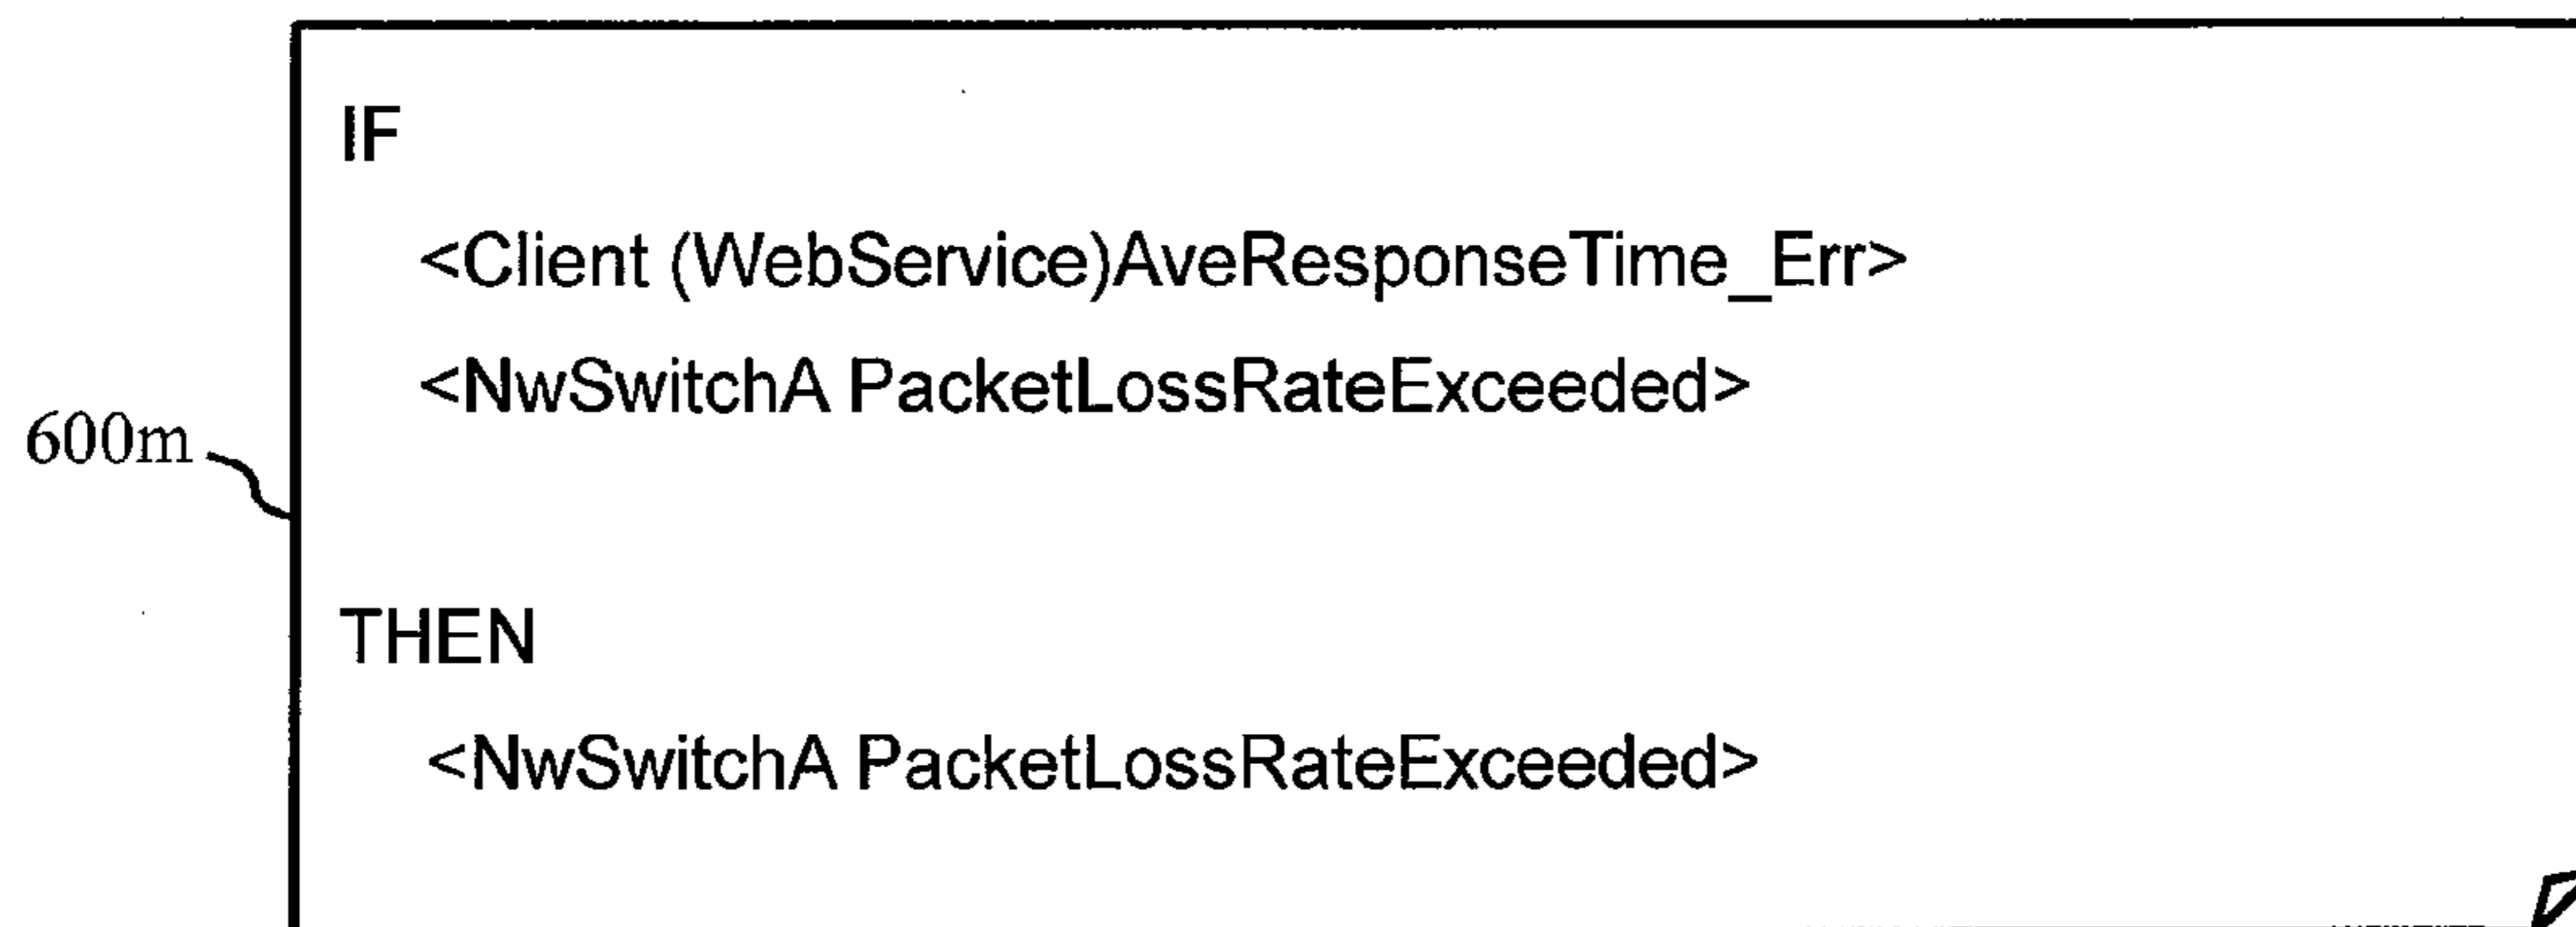 IF
<Client (WebService)AveResponseTime_Err>
<NwSwitchA PacketLossRateExceeded>
600m
THEN
<NwSwitchA PacketLossRateExceeded>